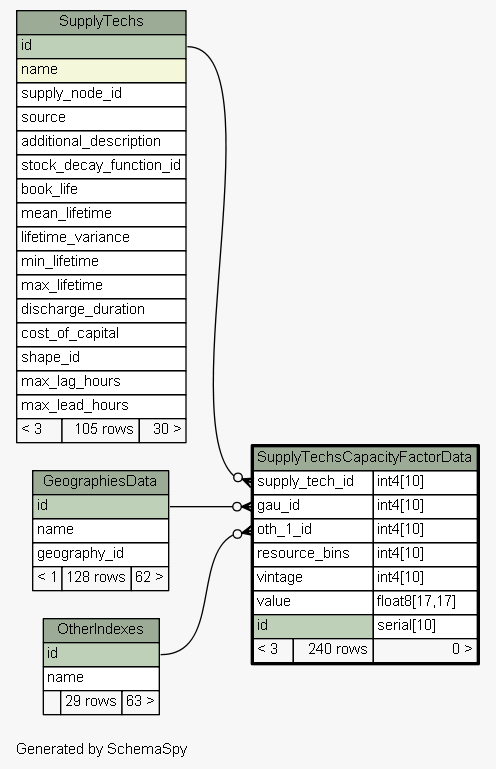 SupplyTechs
id
name
supply_node_id
source
additional_description
stock_decay_function_id
book_life
mean_lifetime
lifetime_variance
min_lifetime
max_lifetime
discharge_duration
cost_of_capital
shape_id
max_lag_hours
max_lead_hours
< 3 105 rows 30 >
SupplyTechsCapacityFactorData
supply_tech_id int4[10]
gau_id int4[10]
oth_1_id int4[10]
resource_bins int4[10]
vintage int4[10]
value float8[17,17]
id serial[10]
< 3 240 rows 0 >
GeographiesData
id
name
geography_id
< 1 128 rows 62 >
OtherIndexes
id
name
29 rows 63 >
Generated by SchemaSpy